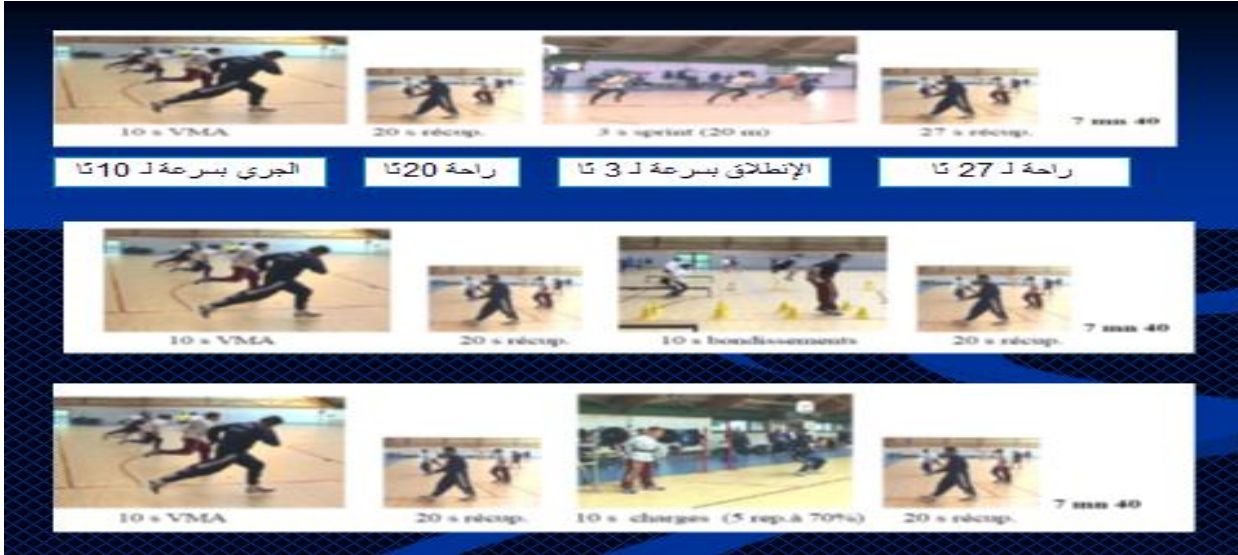 10 s VMA 20 s récup. 3 s sprint (20 m) 27 s récup. 7 mn 40
الجري بسرعة لـ 10ثا راحة 20ثا الإنطلاق بسرعة لـ 3 ثا راحة لـ 27 ثا
10 s VMA 20 s récup. 10 s bondissements 20 s récup. 7 mn 40
10 s VMA 20 s récup. 10 s charges (5 rep.à 70%) 20 s récup. 7 mn 40